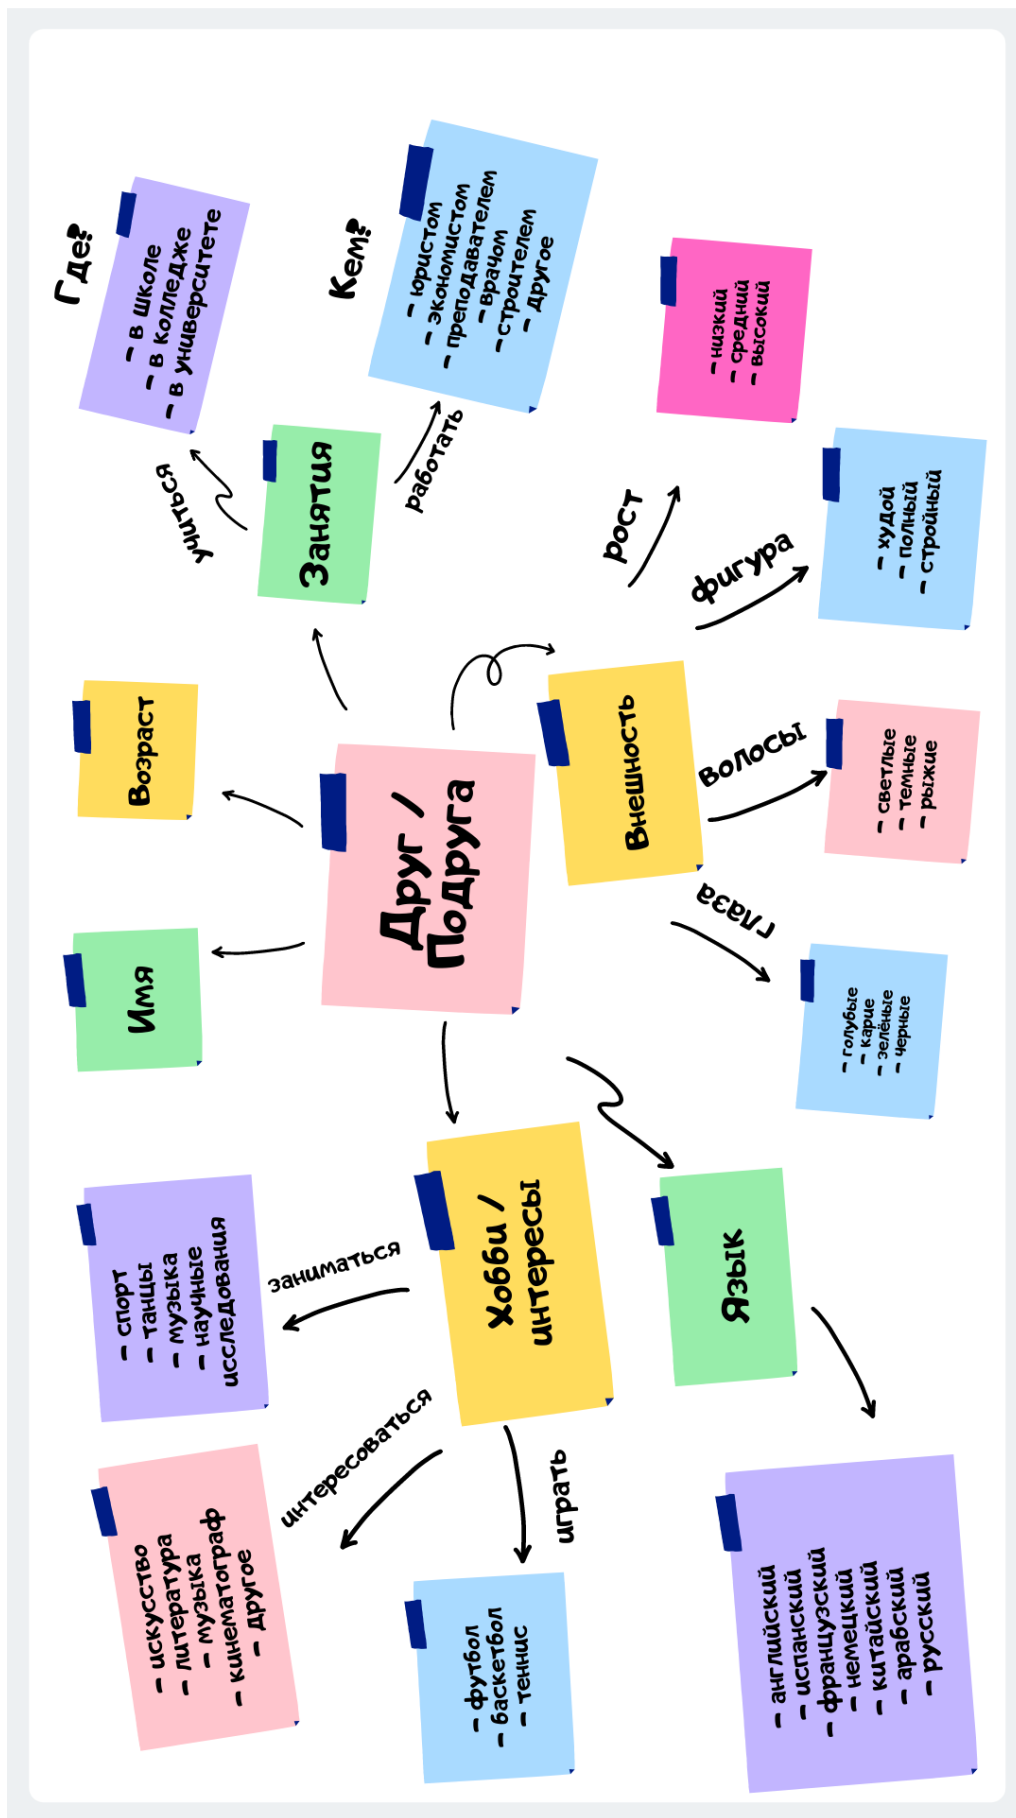 Где?
- в школе
- в колледже
- в университете
учиться
Занятия
Кем?
- юристом
- экономистом
- преподавателем
- врачом
- строителем
- другое
работать
Возраст
Имя
Друг /
Подруга
Внешность
рост
- низкий
- средний
- высокий
фигура
- худой
- полный
- стройный
волосы
- светлые
- темные
- рыжие
глаза
- голубые
- карие
- зелёные
- черные
Хобби /
интересы
заниматься
- спорт
- танцы
- музыка
- научные
исследования
интересоваться
- искусство
- литература
- музыка
- кинематограф
- другое
играть
- футбол
- баскетбол
- теннис
Язык
- английский
- испанский
- французский
- немецкий
- китайский
- арабский
- русский